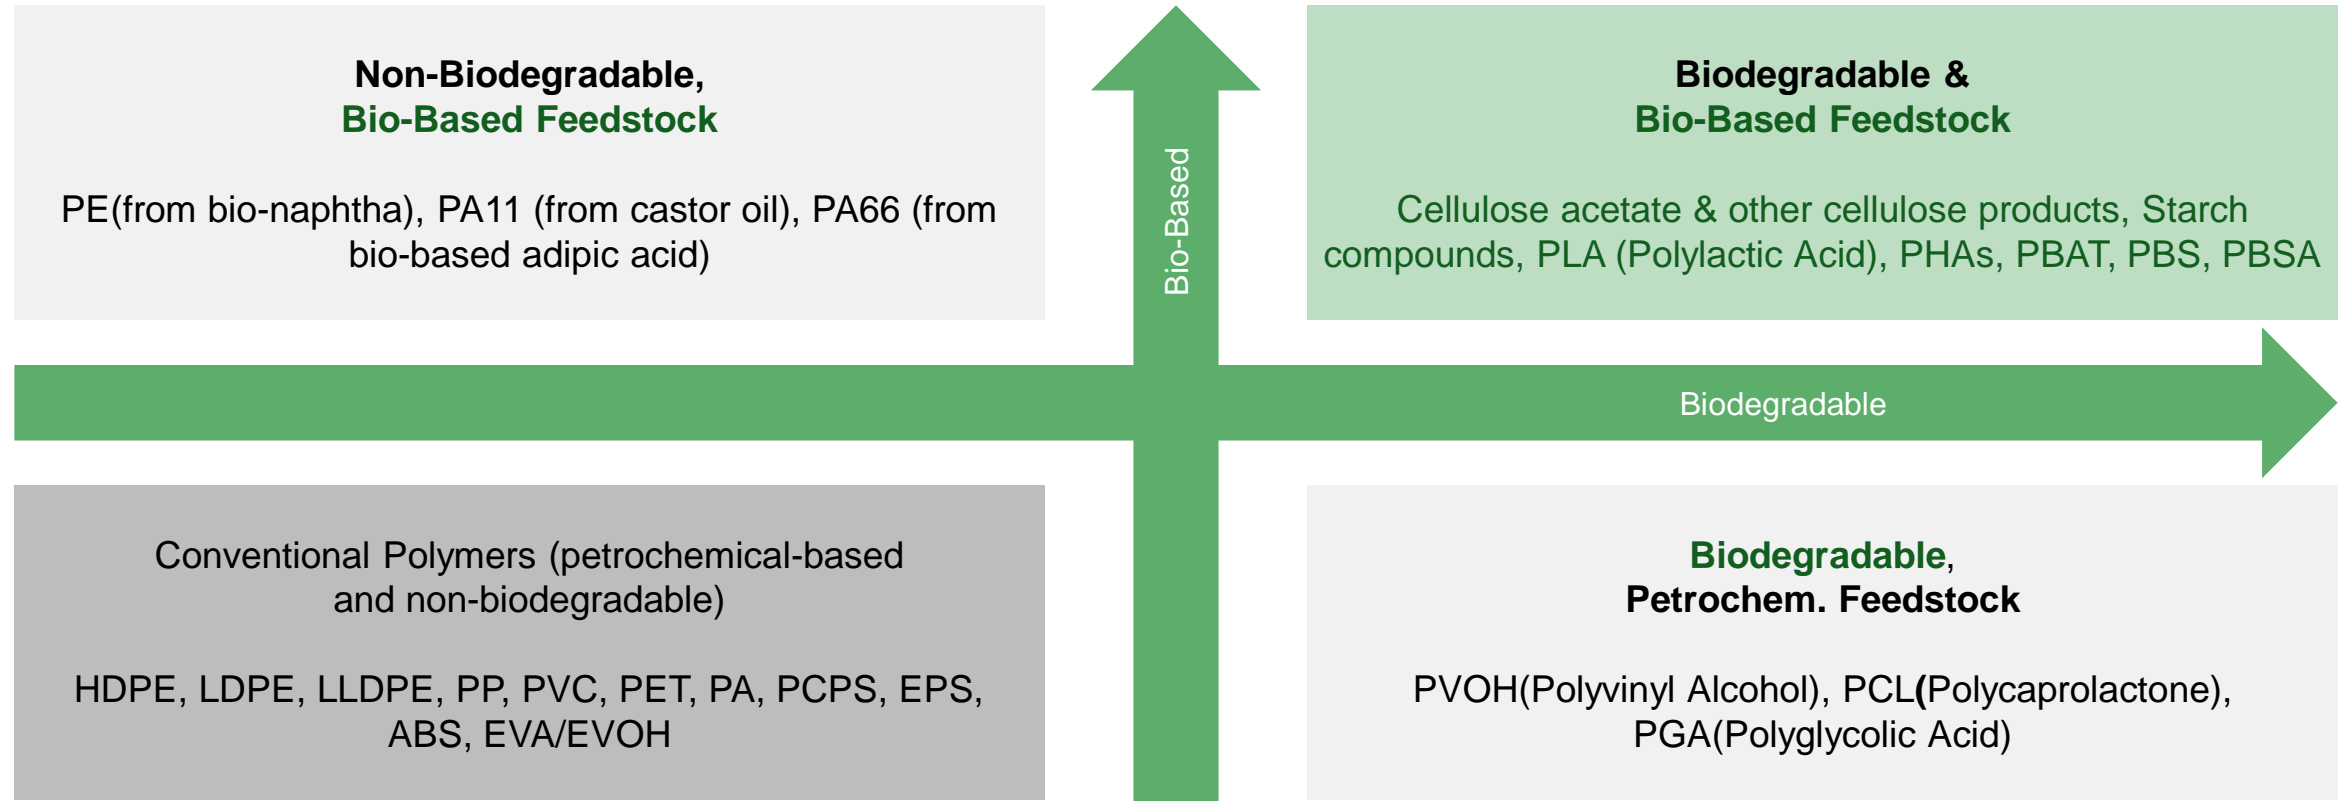 Non-Biodegradable,
Bio-Based Feedstock
PE(from bio-naphtha), PA11 (from castor oil), PA66 (from
bio-based adipic acid)
Bio-Based
Biodegradable &
Bio-Based Feedstock
Cellulose acetate & other cellulose products, Starch
compounds, PLA (Polylactic Acid), PHAs, PBAT, PBS, PBSA
Biodegradable
Conventional Polymers (petrochemical-based
and non-biodegradable)
HDPE, LDPE, LLDPE, PP, PVC, PET, PA, PCPS, EPS,
ABS, EVA/EVOH
Biodegradable,
Petrochem. Feedstock
PVOH(Polyvinyl Alcohol), PCL(Polycaprolactone),
PGA(Polyglycolic Acid)